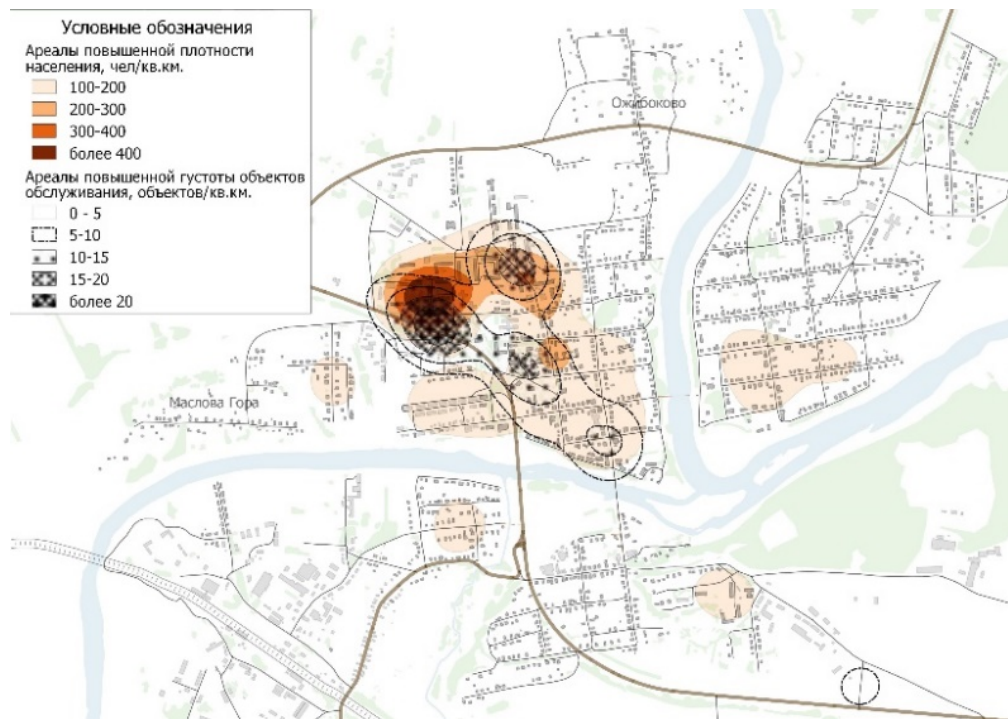 Условные обозначения
Ареалы повышенной плотности
населения, чел/кв.км.
100-200
200-300
300-400
более 400
Ареалы повышенной густоты объектов
обслуживания, объектов/кв.км.
0 - 5
5-10
10-15
15-20
более 20
Ожибоково
Маслова Гора